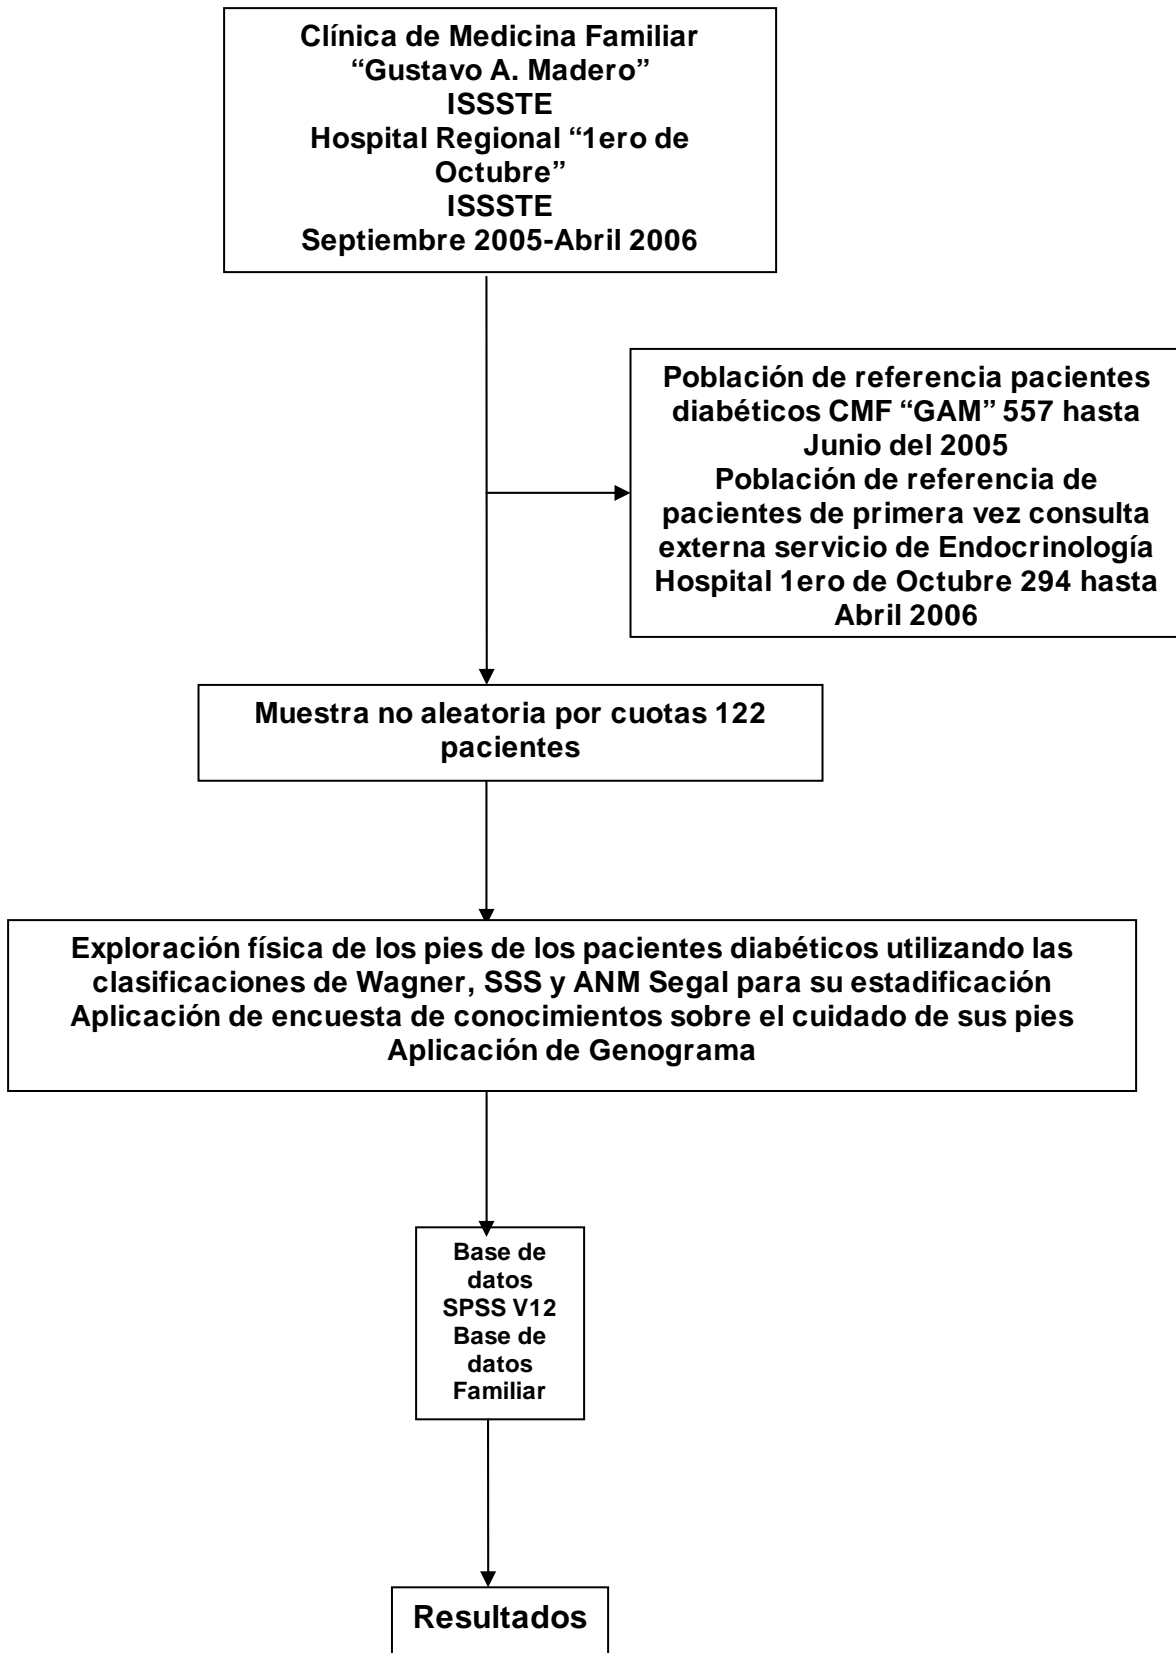 Clínica de Medicina Familiar
“Gustavo A. Madero”
ISSSTE
Hospital Regional “1ero de
Octubre”
ISSSTE
Septiembre 2005-Abril 2006
Población de referencia pacientes
diabéticos CMF “GAM” 557 hasta
Junio del 2005
Población de referencia de
pacientes de primera vez consulta
externa servicio de Endocrinología
Hospital 1ero de Octubre 294 hasta
Abril 2006
Muestra no aleatoria por cuotas 122
pacientes
Exploración física de los pies de los pacientes diabéticos utilizando las
clasificaciones de Wagner, SSS y ANM Segal para su estadificación
Aplicación de encuesta de conocimientos sobre el cuidado de sus pies
Aplicación de Genograma
Base de
datos
SPSS V12
Base de
datos
Familiar
Resultados